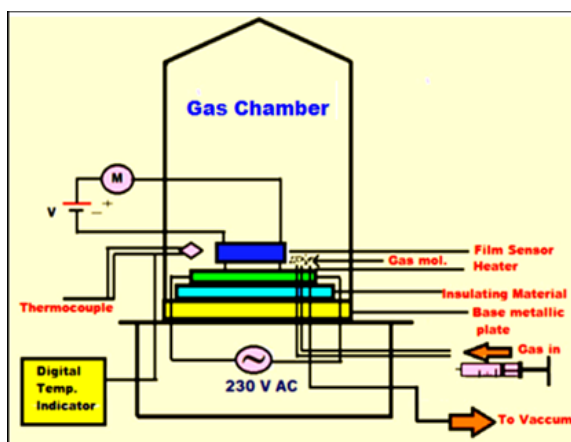 Gas Chamber
M
V
− +
Film Sensor
Gas mol.
Heater
Thermocouple
Insulating Material
Base metallic
plate
Gas in
Digital
Temp.
Indicator
230 V AC
To Vaccum